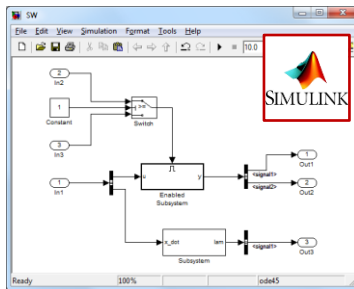 SW
File Edit View Simulation Format Tools Help
10.0
SIMULINK
2
In2
1
Constant
>=
Switch
3
In3
1
In1
u
y
Enabled
Subsystem
<signal1>
<signal2>
1
Out1
2
Out2
x_dot
lam
Subsystem
<signal1>
3
Out3
Ready 100% ode45